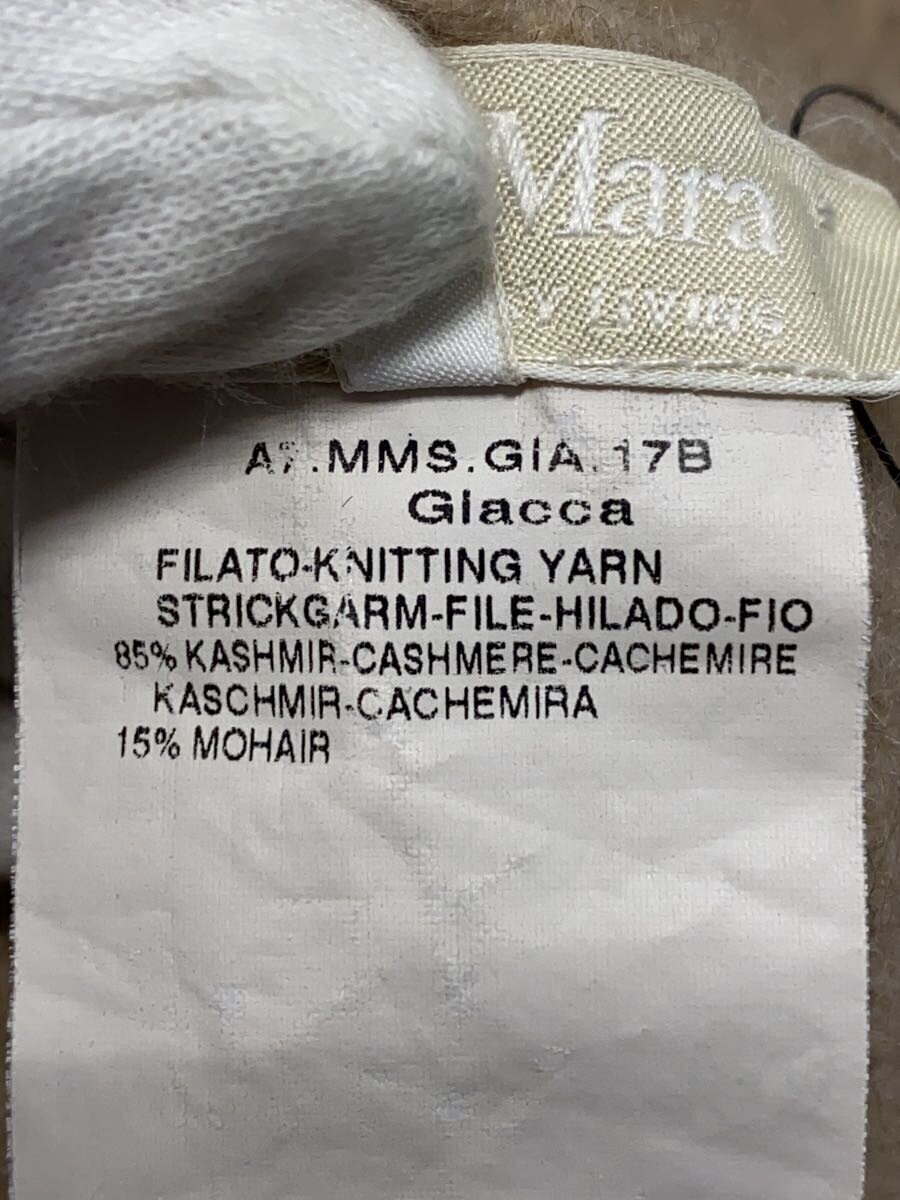 Mara
LIVING
A7.MMS.GIA.17B
Giacca
FILATO-KNITTING YARN
STRICKGARM-FILE-HILADO-FIO
85% KASHMIR-CASHMERE-CACHEMIRE
KASCHMIR-CACHEMIRA
15% MOHAIR